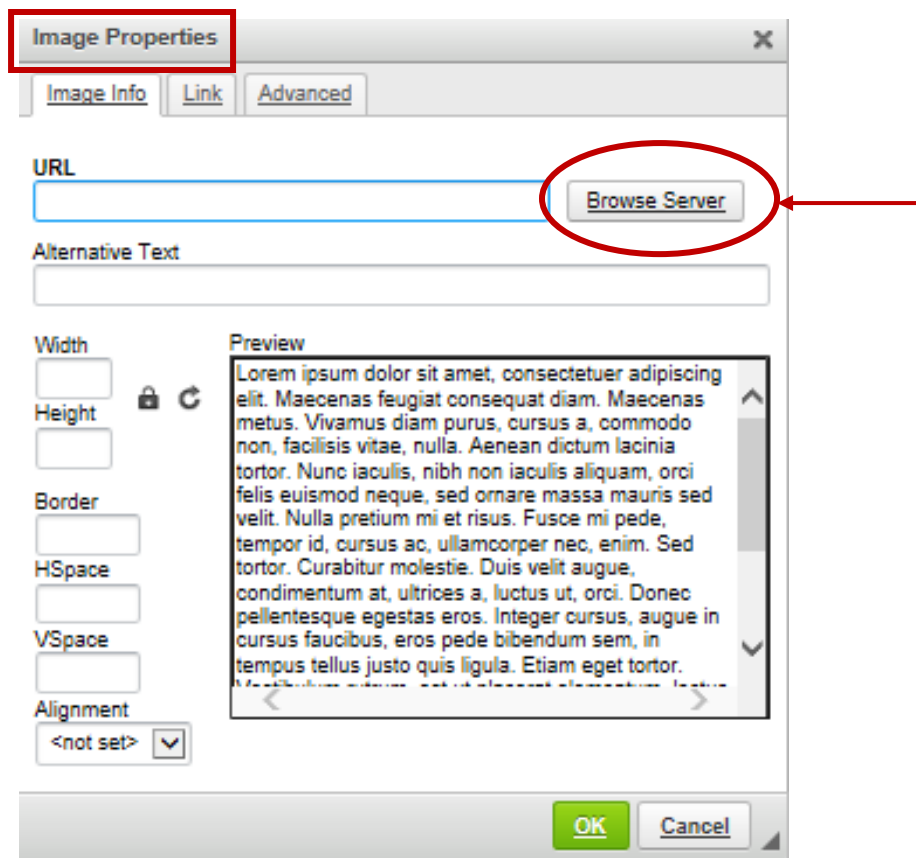 Image Properties
Image Info Link Advanced
URL
Browse Server
Alternative Text
Width
Height
Border
HSpace
VSpace
Alignment
<not set>
Preview
Lorem ipsum dolor sit amet, consectetuer adipiscing
elit. Maecenas feugiat consequat diam. Maecenas
metus. Vivamus diam purus, cursus a, commodo
non, facilisis vitae, nulla. Aenean dictum lacinia
tortor. Nunc iaculis, nibh non iaculis aliquam, orci
felis euismod neque, sed ornare massa mauris sed
velit. Nulla pretium mi et risus. Fusce mi pede,
tempor id, cursus ac, ullamcorper nec, enim. Sed
tortor. Curabitur molestie. Duis velit augue,
condimentum at, ultrices a, luctus ut, orci. Donec
pellentesque egestas eros. Integer cursus, augue in
cursus faucibus, eros pede bibendum sem, in
tempus tellus justo quis ligula. Etiam eget tortor.
OK Cancel